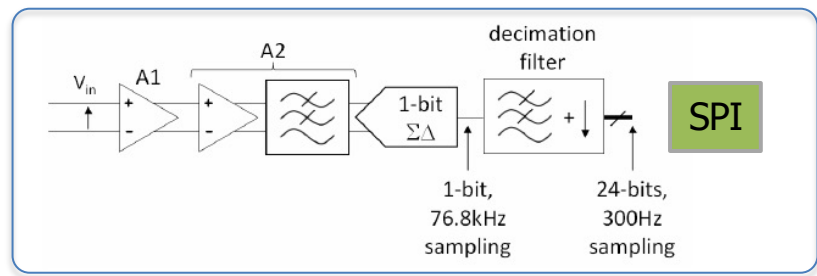 A2
decimation
filter
Vin
A1
+
-
+
-
1-bit
ΣΔ
+ ↓
SPI
1-bit,
76.8kHz
sampling
24-bits,
300Hz
sampling